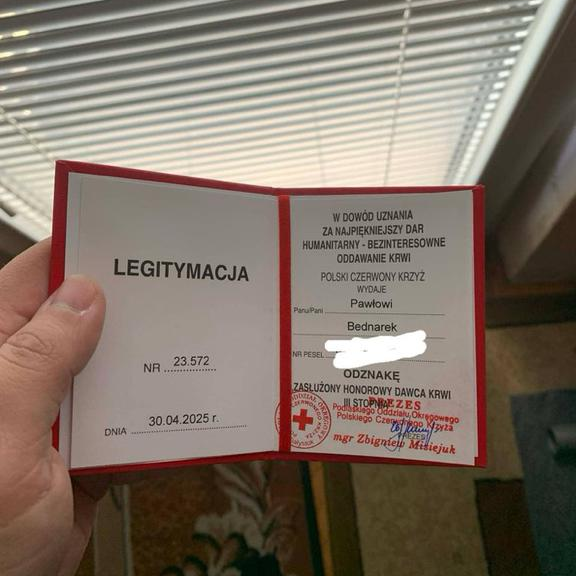 LEGITYMACJA
NR 23.572
DNIA 30.04.2025 r.
W DOWÓD UZNANIA
ZA NAJPIĘKNIEJSZY DAR
HUMANITARNY - BEZINTERESOWNE
ODDAWANIE KRWI
POLSKI CZERWONY KRZYŻ
WYDAJE
Panu/Pani Pawłowi
Bednarek
NR PESEL
ODZNAKĘ
ZASŁUŻONY HONOROWY DAWCA KRWI
III STOPNIA
PREZES
Podlaskiego Oddziału Okręgowego
Polskiego Czerwonego Krzyża
PREZES
mgr Zbigniew Misiejuk